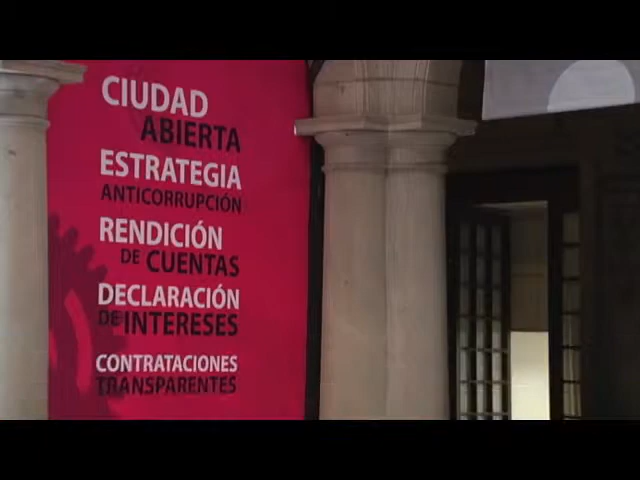 CIUDAD
ABIERTA
ESTRATEGIA
ANTICORRUPCIÓN
RENDICIÓN
DE CUENTAS
DECLARACIÓN
DE INTERESES
CONTRATACIONES
TRANSPARENTES